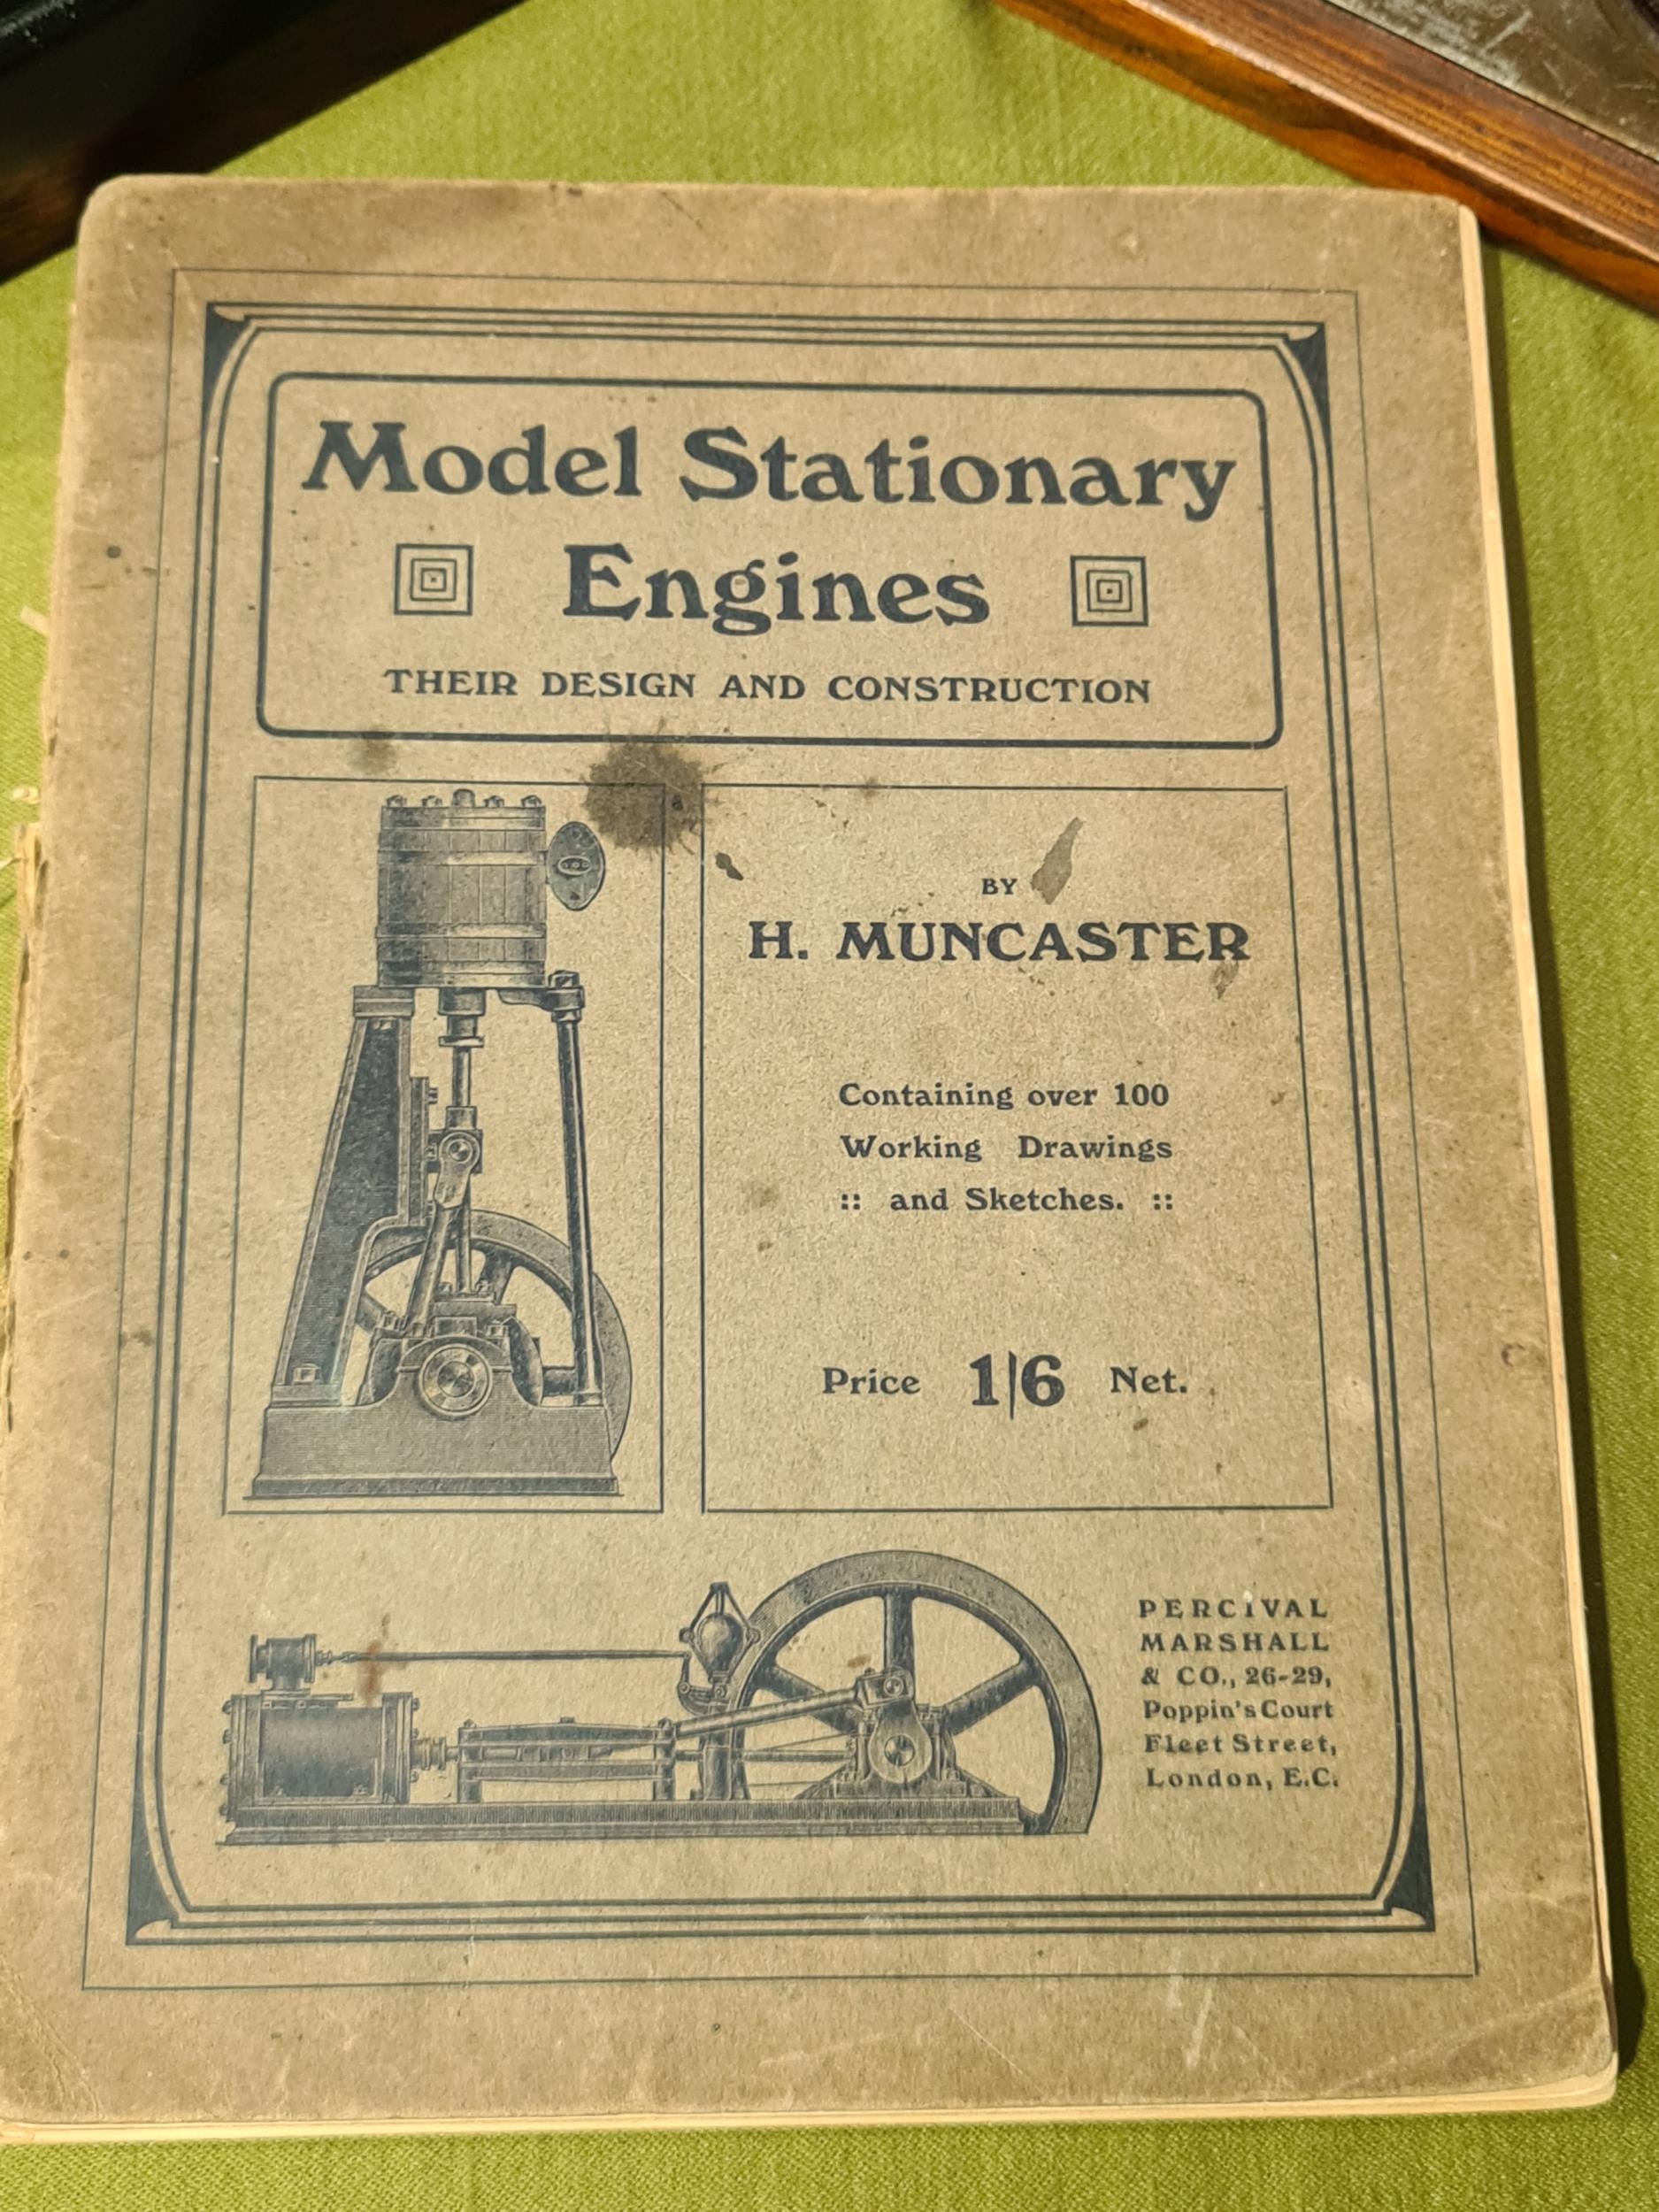 Model Stationary
Engines
THEIR DESIGN AND CONSTRUCTION
BY
H. MUNCASTER
Containing over 100
Working Drawings
:: and Sketches. ::
Price 1|6 Net.
PERCIVAL
MARSHALL
& CO., 26-29,
Poppin's Court
Fleet Street,
London, E.C.